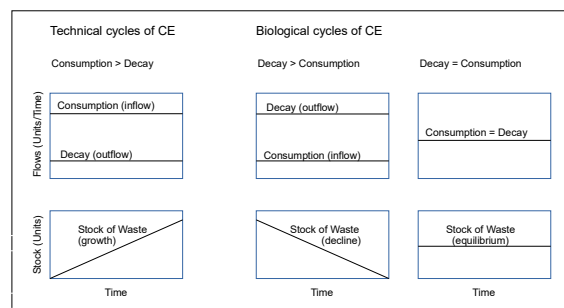 Technical cycles of CE
Biological cycles of CE
Consumption > Decay
Decay > Consumption
Decay = Consumption
Flows (Units/Time)
Consumption (inflow)
Decay (outflow)
Decay (outflow)
Consumption (inflow)
Consumption = Decay
Stock (Units)
Stock of Waste
(growth)
Stock of Waste
(decline)
Stock of Waste
(equilibrium)
Time
Time
Time